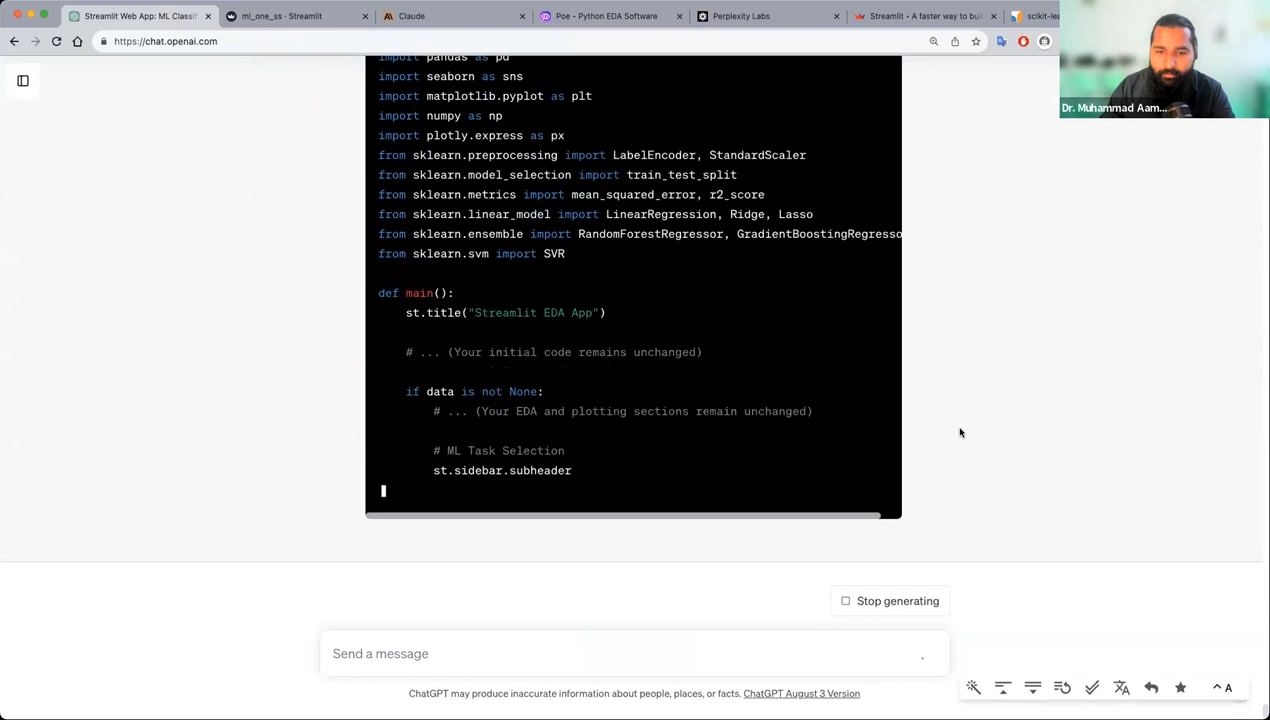 Streamlit Web App: ML Classif
ml_one_ss · Streamlit
Claude
Poe - Python EDA Software
Perplexity Labs
Streamlit • A faster way to bui
scikit-lea
https://chat.openai.com
Dr. Muhammad Aam...
import pandas as pd
import seaborn as sns
import matplotlib.pyplot as plt
import numpy as np
import plotly.express as px
from sklearn.preprocessing import LabelEncoder, StandardScaler
from sklearn.model_selection import train_test_split
from sklearn.metrics import mean_squared_error, r2_score
from sklearn.linear_model import LinearRegression, Ridge, Lasso
from sklearn.ensemble import RandomForestRegressor, GradientBoostingRegresso
from sklearn.svm import SVR
def main():
st.title("Streamlit EDA App")
# ... (Your initial code remains unchanged)
if data is not None:
# ... (Your EDA and plotting sections remain unchanged)
# ML Task Selection
st.sidebar.subheader
Stop generating
Send a message
ChatGPT may produce inaccurate information about people, places, or facts. ChatGPT August 3 Version
A